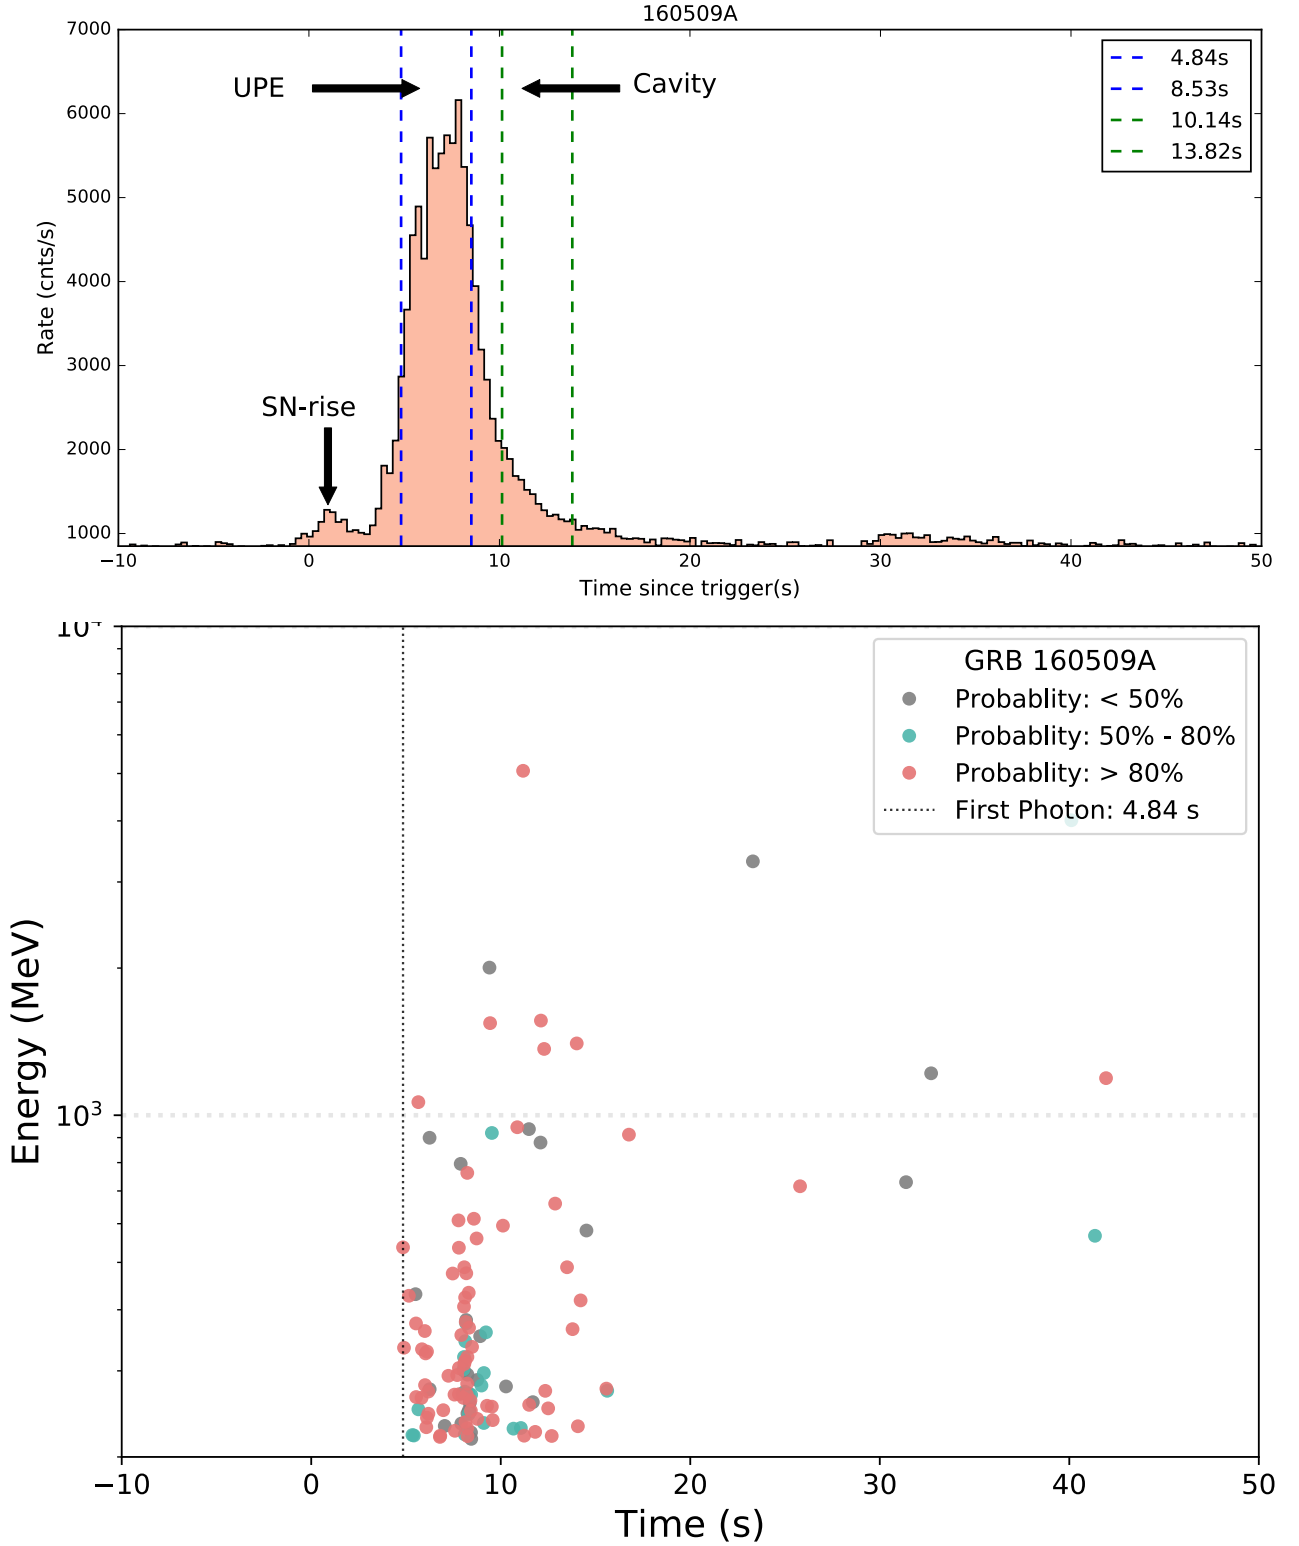 160509A
7000
6000
5000
4000
3000
2000
1000
Rate (cnts/s)
UPE
Cavity
SN-rise
4.84s
8.53s
10.14s
13.82s
−10 0 10 20 30 40 50
Time since trigger(s)
10⁴
10³
Energy (MeV)
GRB 160509A
Probablity: < 50%
Probablity: 50% - 80%
Probablity: > 80%
First Photon: 4.84 s
−10 0 10 20 30 40 50
Time (s)